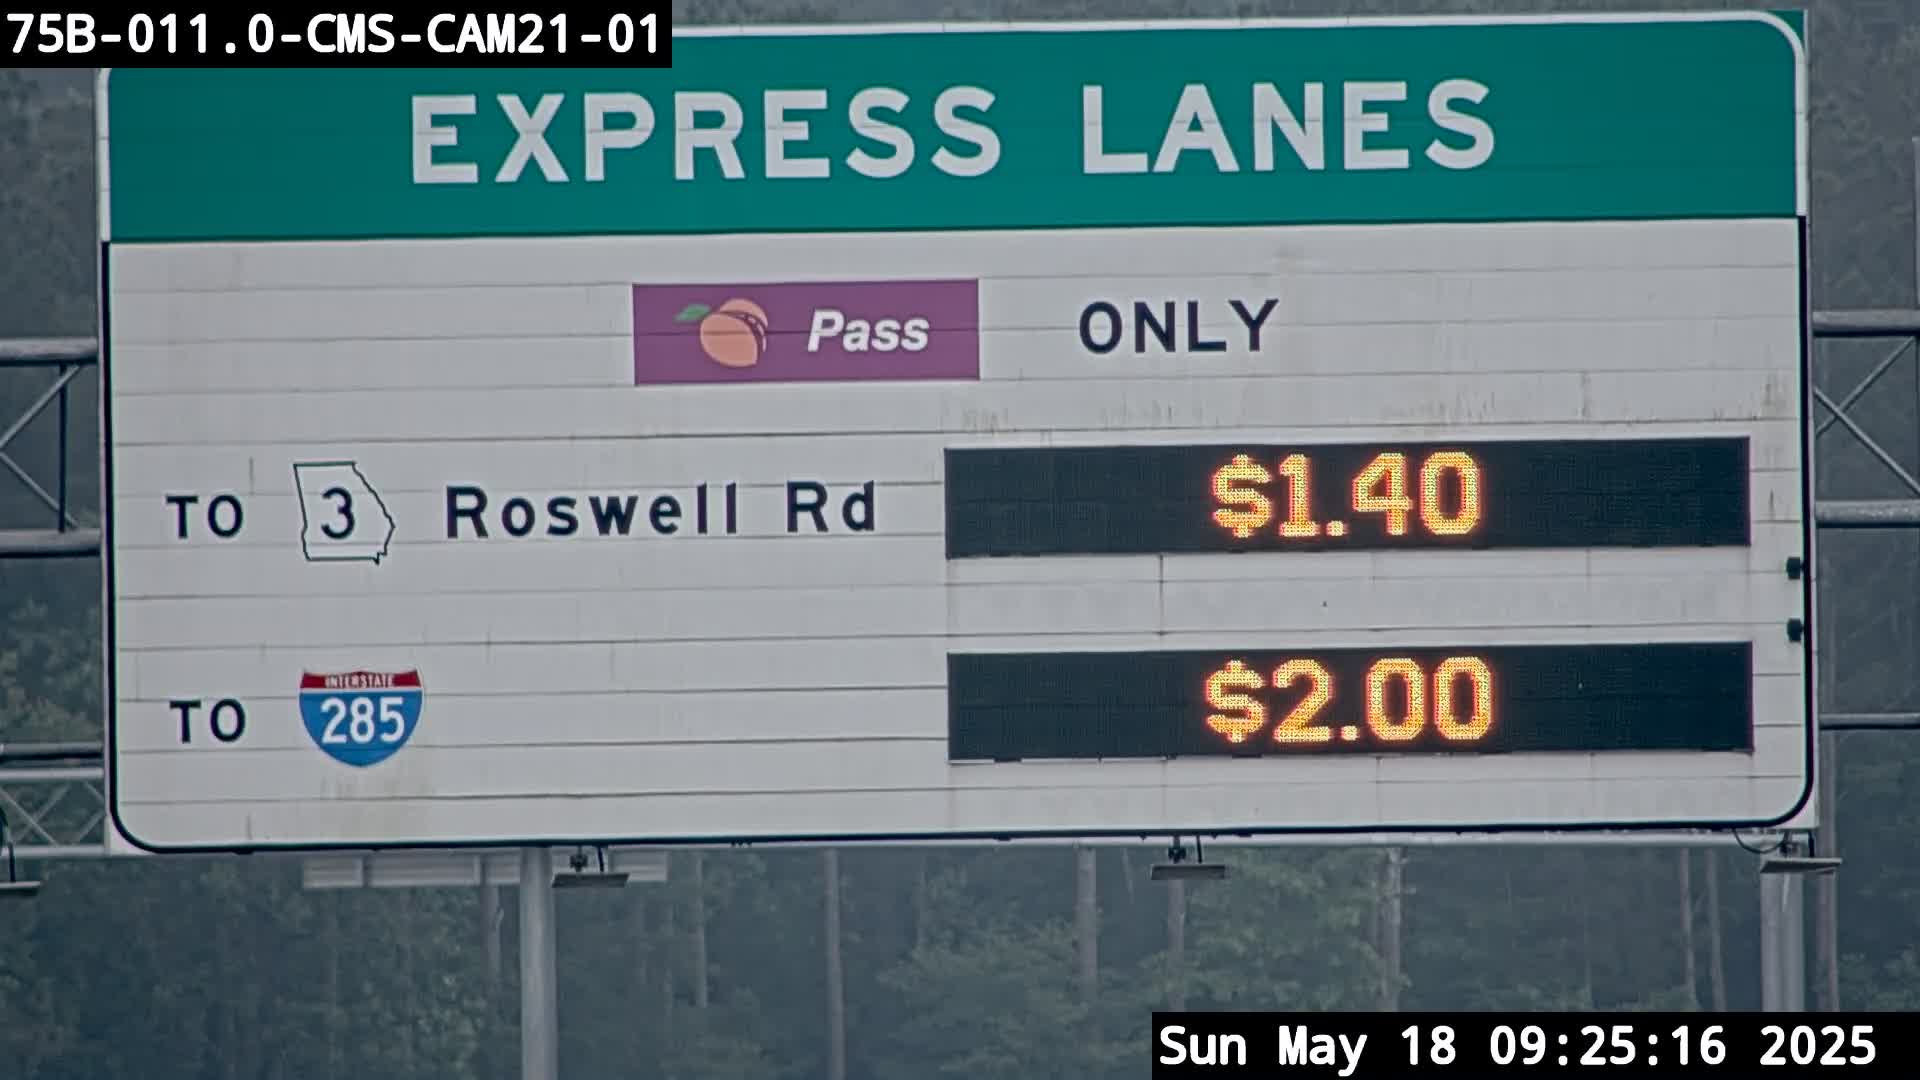 75B-011.0-CMS-CAM21-01
EXPRESS LANES
Pass ONLY
TO 3 Roswell Rd $1.40
TO INTERSTATE 285 $2.00
Sun May 18 09:25:16 2025